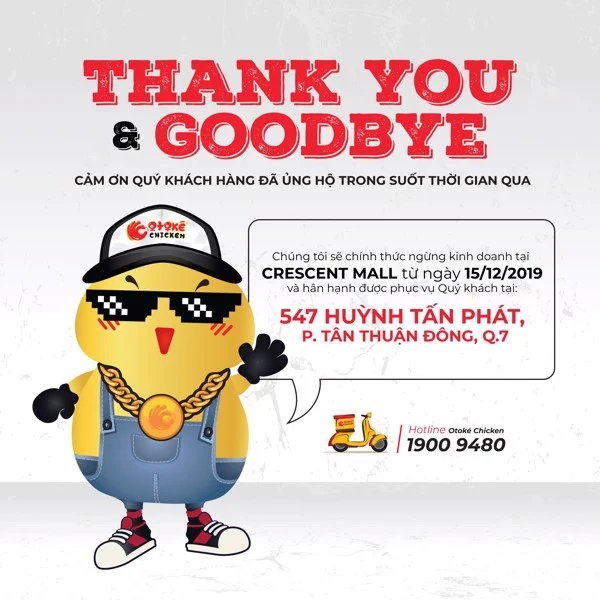 THANK YOU
& GOODBYE
CẢM ƠN QUÝ KHÁCH HÀNG ĐÃ ỦNG HỘ TRONG SUỐT THỜI GIAN QUA
OTOKÉ
CHICKEN
Chúng tôi sẽ chính thức ngừng kinh doanh tại
CRESCENT MALL từ ngày 15/12/2019
và hân hạnh được phục vụ Quý khách tại:
547 HUỲNH TẤN PHÁT,
P. TÂN THUẬN ĐÔNG, Q.7
Hotline Otoké Chicken
1900 9480